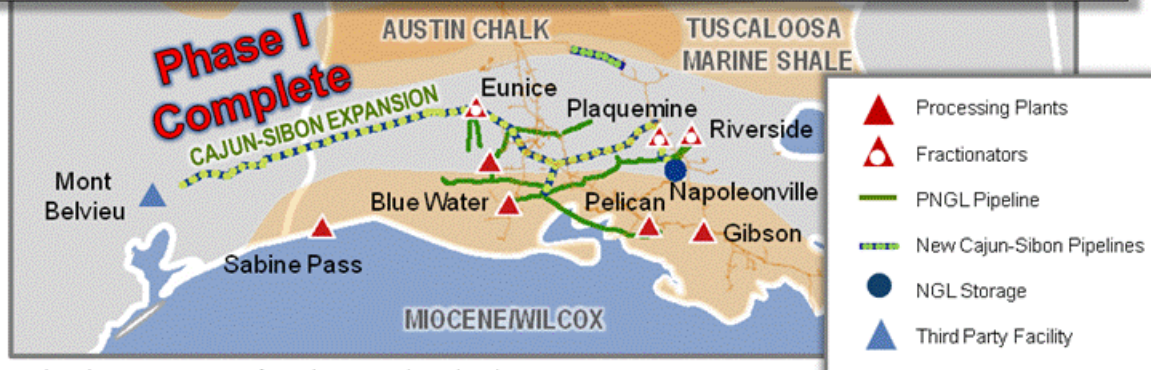 AUSTIN CHALK
TUSCALOOSA
MARINE SHALE
Phase I
Complete
CAJUN-SIBON EXPANSION
Eunice
Plaquemine
Riverside
Mont
Belvieu
Blue Water
Pelican
Napoleonville
Gibson
Sabine Pass
MIOCENE/WILCOX
Processing Plants
Fractionators
PNGL Pipeline
New Cajun-Sibon Pipelines
NGL Storage
Third Party Facility